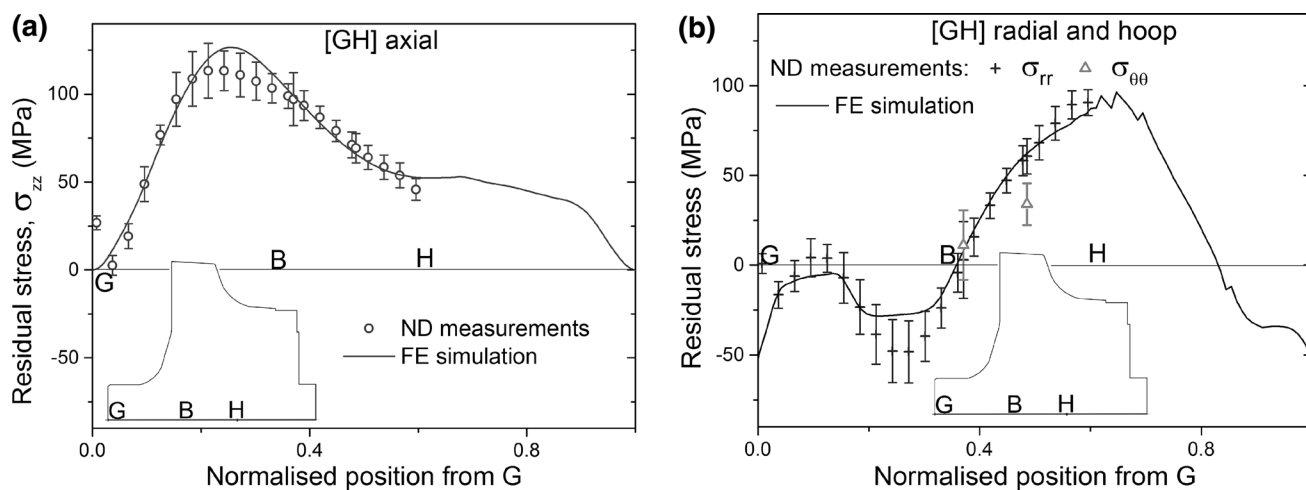 (a)
[GH] axial
Residual stress, σzz (MPa)
100
50
0
-50
G
B
H
ND measurements
FE simulation
G B H
0.0 0.4 0.8
Normalised position from G
(b)
[GH] radial and hoop
ND measurements: σrr σθθ
FE simulation
Residual stress (MPa)
100
50
0
-50
G
B
H
G B H
0.0 0.4 0.8
Normalised position from G